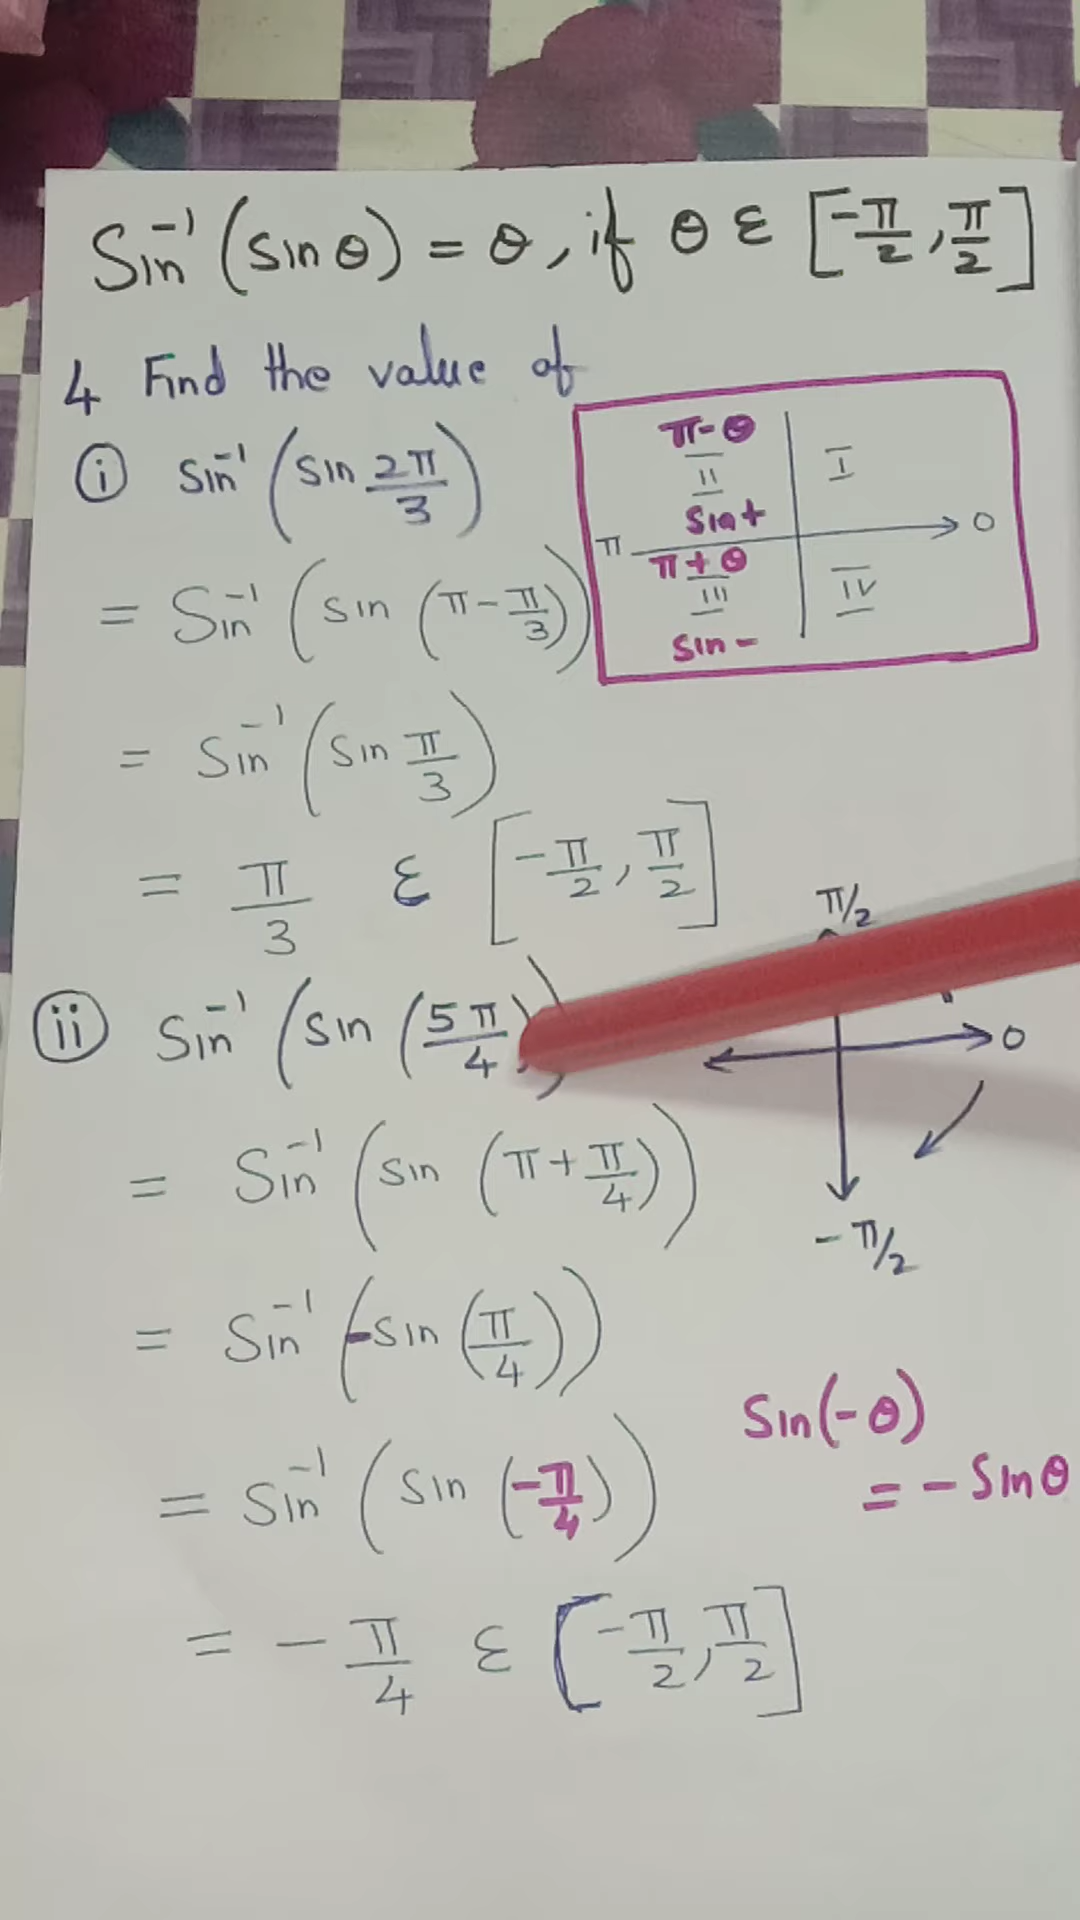 Sin⁻¹(sin θ) = θ, if θ ε [-π/2, π/2]
4 Find the value of
(i) sin⁻¹(sin 2π/3)
= Sin⁻¹(sin (π - π/3))
= Sin⁻¹(sin π/3)
= π/3 ε [-π/2, π/2]
π-θ
II
sin+
I
π
0
π+θ
III
sin-
IV
(ii) Sin⁻¹(sin (5π/4))
= Sin⁻¹(sin (π + π/4))
= Sin⁻¹(-sin (π/4))
= Sin⁻¹(sin (-π/4))
= -π/4 ε [-π/2, π/2]
π/2
0
-π/2
Sin(-θ)
= -Sinθ